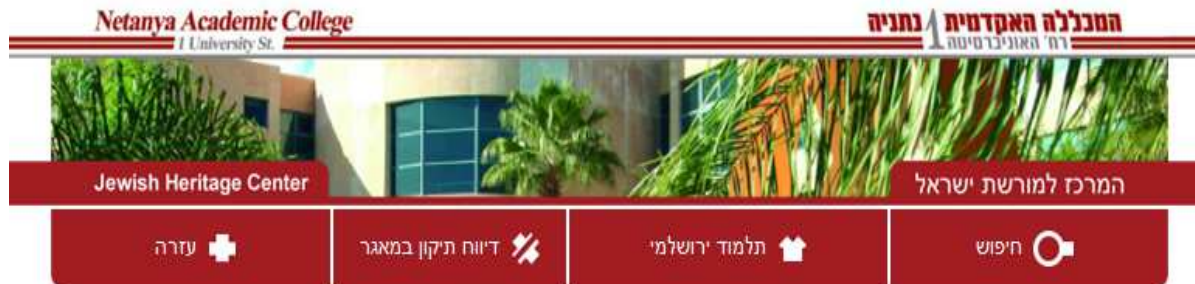 Netanya Academic College
1 University St.
המכללה האקדמית נתניה
רח' האוניברסיטה 1
Jewish Heritage Center
המרכז למורשת ישראל
חיפוש
תלמוד ירושלמי
דיווח תיקון במאגר
עזרה